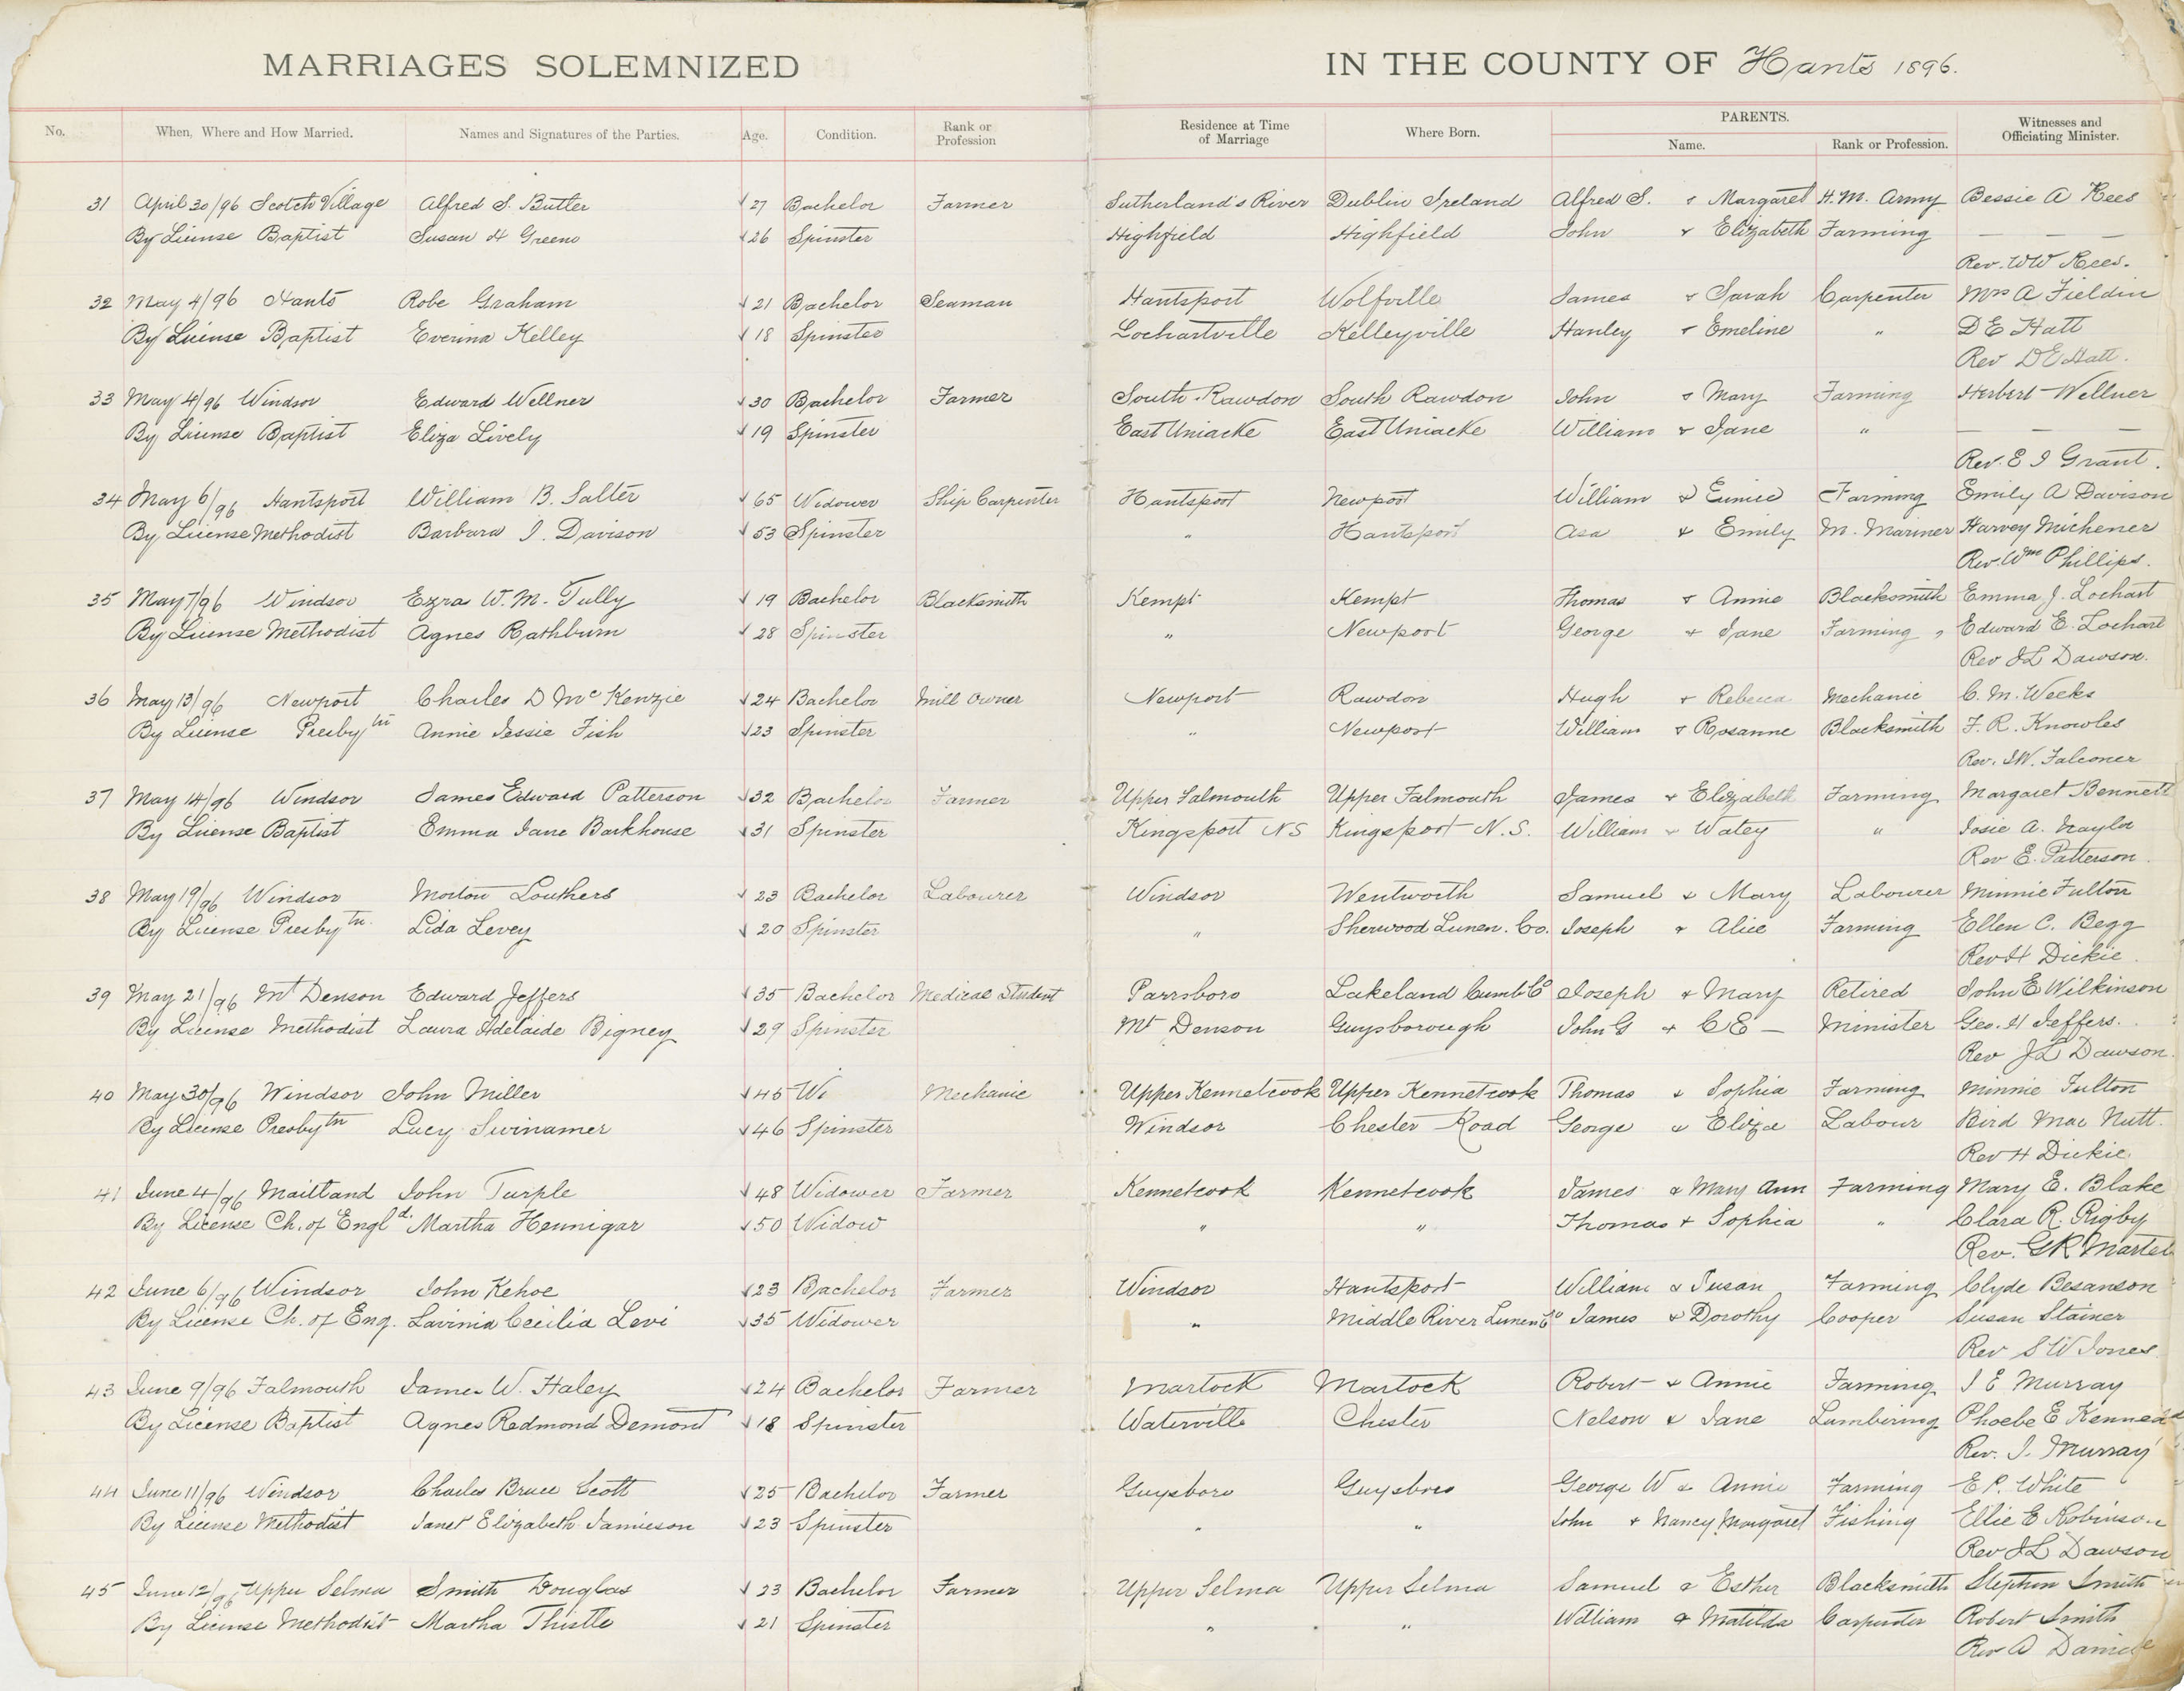 MARRIAGES SOLEMNIZED IN THE COUNTY OF Hants 1896.
No. When, Where and How Married. Names and Signatures of the Parties. Age. Condition. Rank or Profession Residence at Time of Marriage Where Born. PARENTS. Name. Rank or Profession. Witnesses and Officiating Minister.
31 April 30/96 Scotch Village Alfred S. Butler 27 Bachelor Farmer Sutherland's River Dublin Ireland Alfred S. & Margaret H. M. Army Bessie A Rees
By License Baptist Susan H Greeno 26 Spinster Highfield Highfield John & Elizabeth Farming — — —
Rev. WW Rees.
32 May 4/96 Hants Robe Graham 21 Bachelor Seaman Hantsport Wolfville James & Sarah Carpenter Mrs A Fieldin
By License Baptist Everina Kelley 18 Spinster Lochartville Kelleyville Hanley & Emeline " D E Hatt
Rev D E Hatt.
33 May 4/96 Windsor Edward Wellner 30 Bachelor Farmer South Rawdon South Rawdon John & Mary Farming Herbert Wellner
By License Baptist Eliza Lively 19 Spinster East Uniacke East Uniacke William & Jane " — — —
Rev. E I Grant.
34 May 6/96 Hantsport William B. Salter 65 Widower Ship Carpenter Hantsport Newport William & Eunice Farming Emily A Davison
By License Methodist Barbara I. Davison 53 Spinster " Hantsport Asa & Emily M. Mariner Harvey Michener
Rev. Wm Phillips.
35 May 7/96 Windsor Ezra W. M. Tully 19 Bachelor Blacksmith Kempt Kempt Thomas & Annie Blacksmith Emma J. Lochart
By License Methodist Agnes Rathburn 28 Spinster " Newport George & Jane Farming Edward E. Lochart
Rev J L Dawson.
36 May 13/96 Newport Charles D McKenzie 24 Bachelor Mill Owner Newport Rawdon Hugh & Rebecca Mechanic C. M. Weeks
By License Presbytn Annie Jessie Fish 23 Spinster " Newport William & Rosanne Blacksmith F. R. Knowles
Rev. J W. Falconer
37 May 14/96 Windsor James Edward Patterson 32 Bachelor Farmer Upper Falmouth Upper Falmouth James & Elizabeth Farming Margaret Bennett
By License Baptist Emma Jane Barkhouse 31 Spinster Kingsport N S Kingsport N. S. William & Watey " Josie A. Naylor
Rev E. Patterson
38 May 19/96 Windsor Morton Louthers 23 Bachelor Labourer Windsor Wentworth Samuel & Mary Labourer Minnie Fulton
By License Presbytn. Lida Levey 20 Spinster " Sherwood Lunen. Co. Joseph & Alice Farming Ellen C. Begg
Rev H Dickie.
39 May 21/96 Mt Denson Edward Jeffers 35 Bachelor Medical Student Parrsboro Lakeland Cumb Co Joseph & Mary Retired John E Wilkinson
By License Methodist Laura Adelaide Bigney 29 Spinster Mt Denson Guysborough John G & C E — Minister Geo. H Jeffers.
Rev J L Dawson.
40 May 30/96 Windsor John Miller 45 Wi Mechanic Upper Kennetcook Upper Kennetcook Thomas & Sophia Farming Minnie Fulton
By License Presbytn Lucy Swinamer 46 Spinster Windsor Chester Road George & Eliza Labour Bird Mac Nutt.
Rev H Dickie
41 June 4/96 Maitland John Turple 48 Widower Farmer Kennetcook Kennetcook James & Mary Ann Farming Mary E. Blake
By License Ch. of Engld. Martha Hennigar 50 Widow " " Thomas & Sophia " Clara R. Rigby
Rev. G R Martel
42 June 6/96 Windsor John Kehoe 23 Bachelor Farmer Windsor Hantsport William & Susan Farming Clyde Besanson
By License Ch. of Eng. Lavinia Cecilia Levi 35 Widower " Middle River Lunen Co James & Dorothy Cooper Susan Stainer
Rev S W Jones
43 June 9/96 Falmouth James W. Haley 24 Bachelor Farmer Martock Martock Robert & Annie Farming J E Murray
By License Baptist Agnes Redmond Demont 18 Spinster Waterville Chester Nelson & Jane Lumbering Phoebe E Kenned
Rev. J. Murray
44 June 11/96 Windsor Charles Bruce Scott 25 Bachelor Farmer Guysboro Guysboro George W & Annie Farming E P. White
By License Methodist Janet Elizabeth Jamieson 23 Spinster " " John & Nancy Margaret Fishing Ellie E Robinson
Rev J L Dawson
45 June 12/96 Upper Selma Smith Douglas 23 Bachelor Farmer Upper Selma Upper Selma Samuel & Esther Blacksmith Stephen Smith
By License Methodist Martha Thistle 21 Spinster " " William & Matilda Carpenter Robert Smith
Rev A Daniel